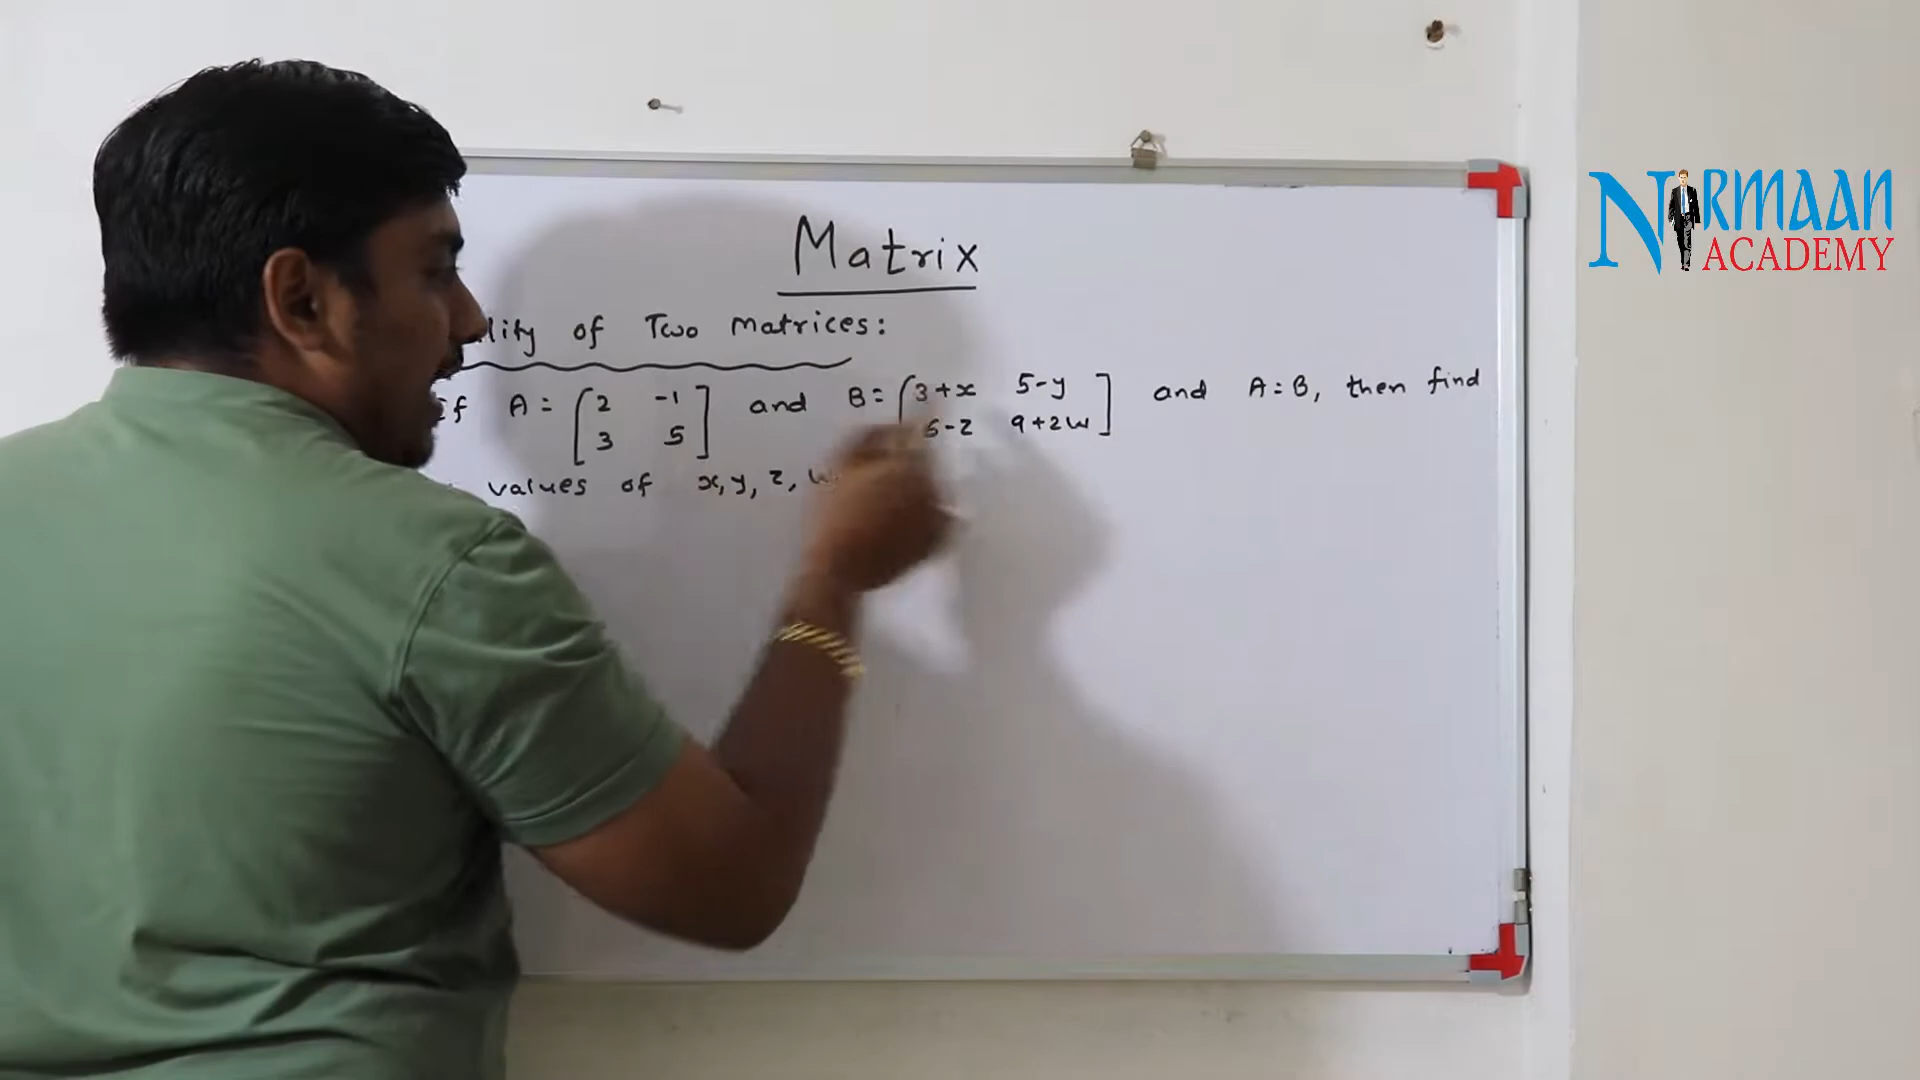 Matrix
of Two Matrices:
If A = [2 -1 and B = [3+x 5-y] and A=B, then find
3 5] 6-z 9+2w]
values of x, y, z, w
NIRMAAN
ACADEMY